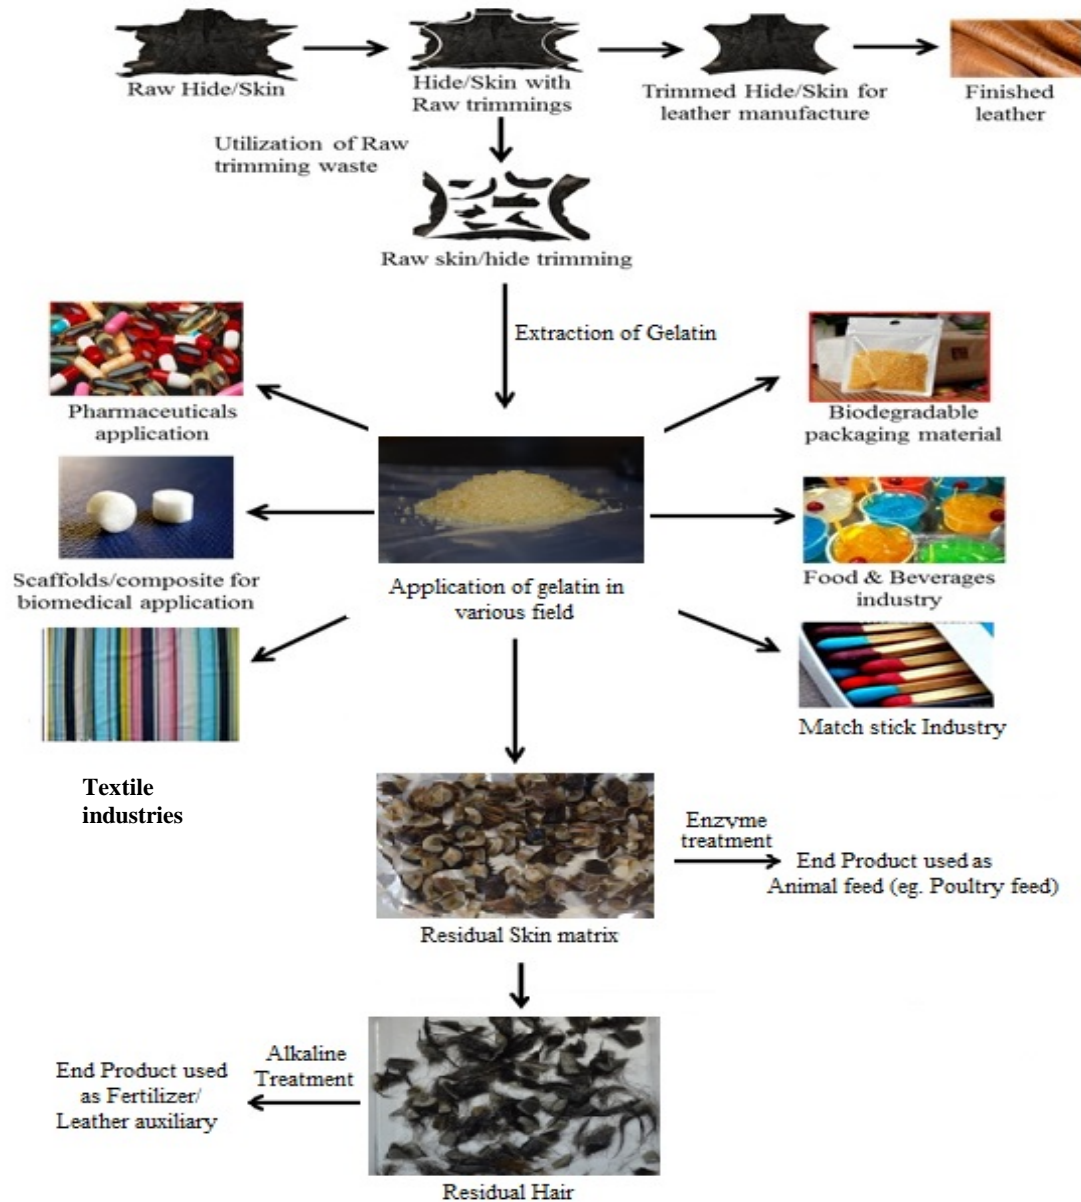 Raw Hide/Skin
Hide/Skin with
Raw trimmings
Trimmed Hide/Skin for
leather manufacture
Finished
leather
Utilization of Raw
trimming waste
Raw skin/hide trimming
Extraction of Gelatin
Pharmaceuticals
application
Biodegradable
packaging material
Scaffolds/composite for
biomedical application
Application of gelatin in
various field
Food & Beverages
industry
Match stick Industry
Textile
industries
Enzyme
treatment
End Product used as
Animal feed (eg. Poultry feed)
Residual Skin matrix
Alkaline
Treatment
End Product used
as Fertilizer/
Leather auxiliary
Residual Hair